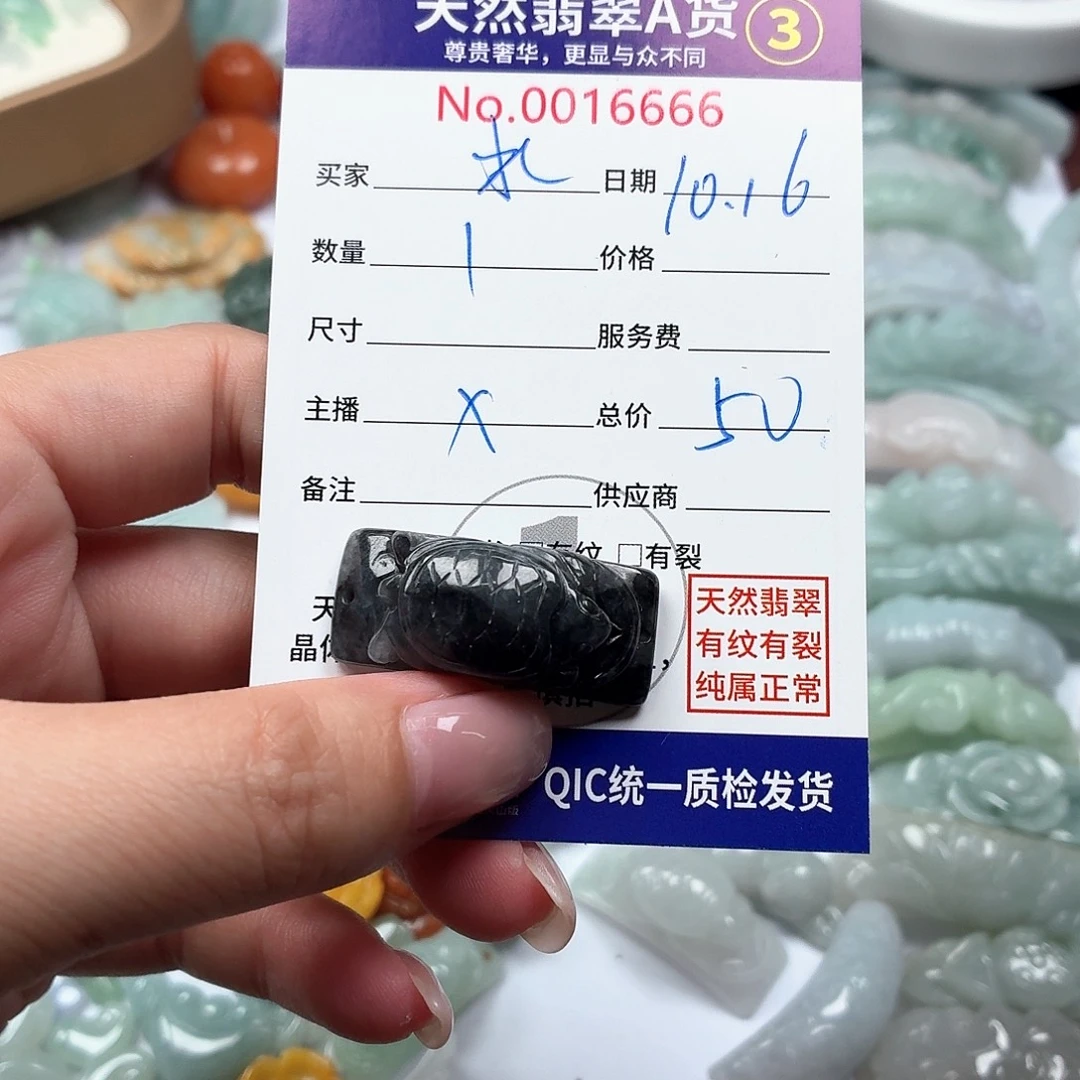 天然翡翠A货 3
尊贵奢华，更显与众不同
No.0016666
买家 水 日期 10.16
数量 1 价格
尺寸 服务费
主播 X 总价 50
备注 供应商
有纹 □有裂
天然翡翠
有纹有裂
纯属正常
QIC统一质检发货